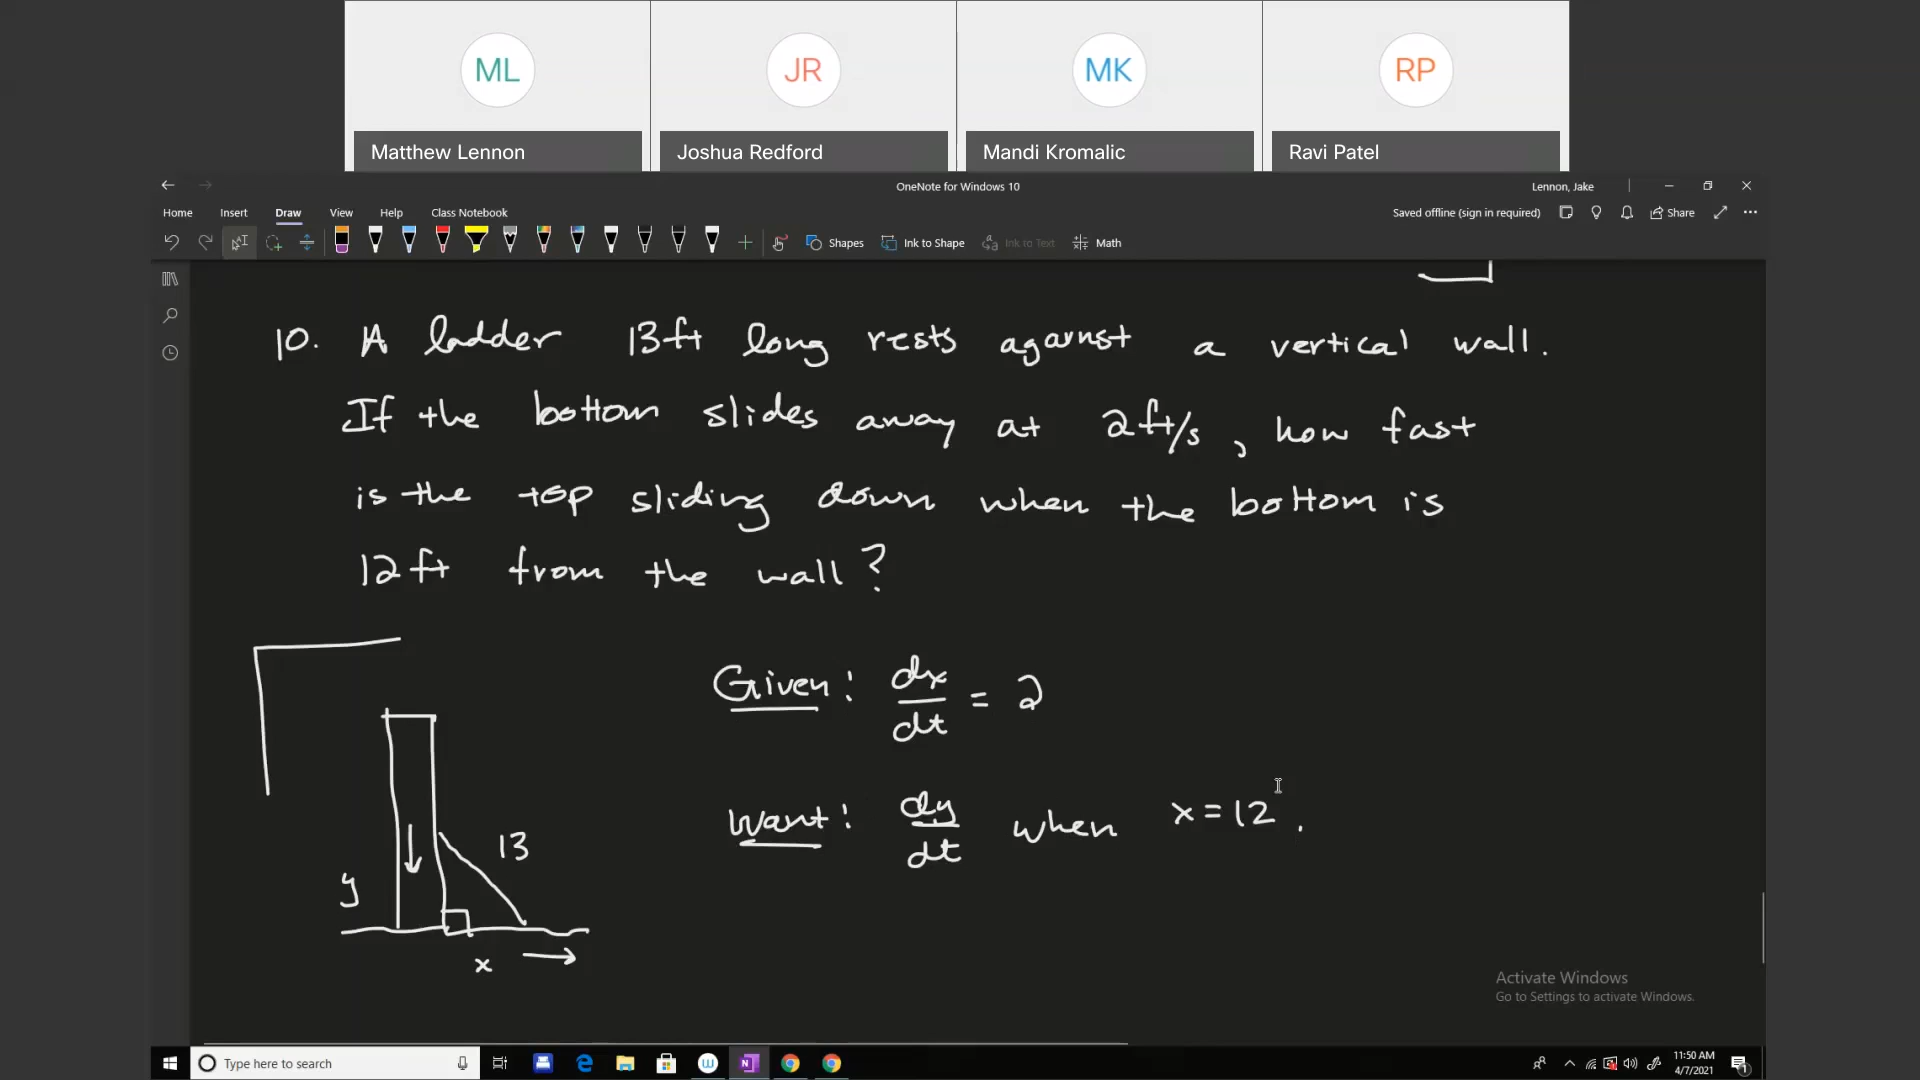 ML
JR
MK
RP
Matthew Lennon
Joshua Redford
Mandi Kromalic
Ravi Patel
OneNote for Windows 10
Lennon, Jake
Home Insert Draw View Help Class Notebook
Saved offline (sign in required)
Share
Shapes
Ink to Shape
Ink to Text
Math
10. A ladder 13ft long rests against a vertical wall.
If the bottom slides away at 2ft/s, how fast
is the top sliding down when the bottom is
12ft from the wall?
Given: dx/dt = 2
Want: dy/dt when x = 12.
13
y
x
Activate Windows
Go to Settings to activate Windows.
Type here to search
11:50 AM
4/7/2021